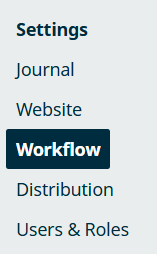 Settings
Journal
Website
Workflow
Distribution
Users & Roles